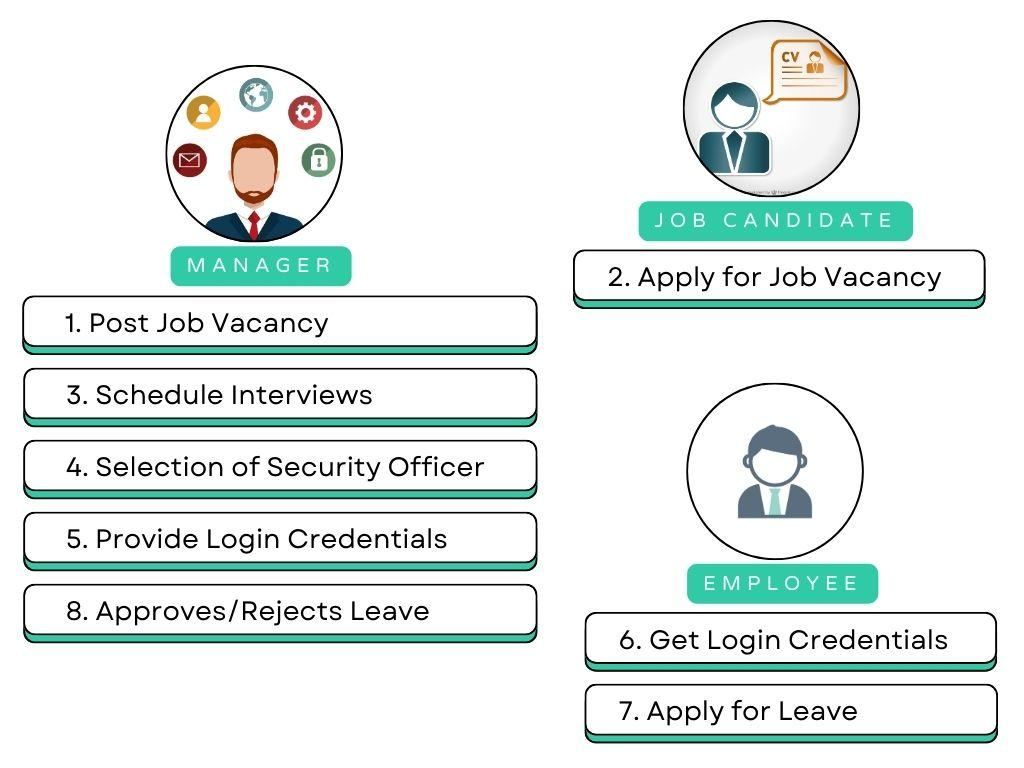 CV
JOB CANDIDATE
2. Apply for Job Vacancy
MANAGER
1. Post Job Vacancy
3. Schedule Interviews
4. Selection of Security Officer
5. Provide Login Credentials
8. Approves/Rejects Leave
EMPLOYEE
6. Get Login Credentials
7. Apply for Leave